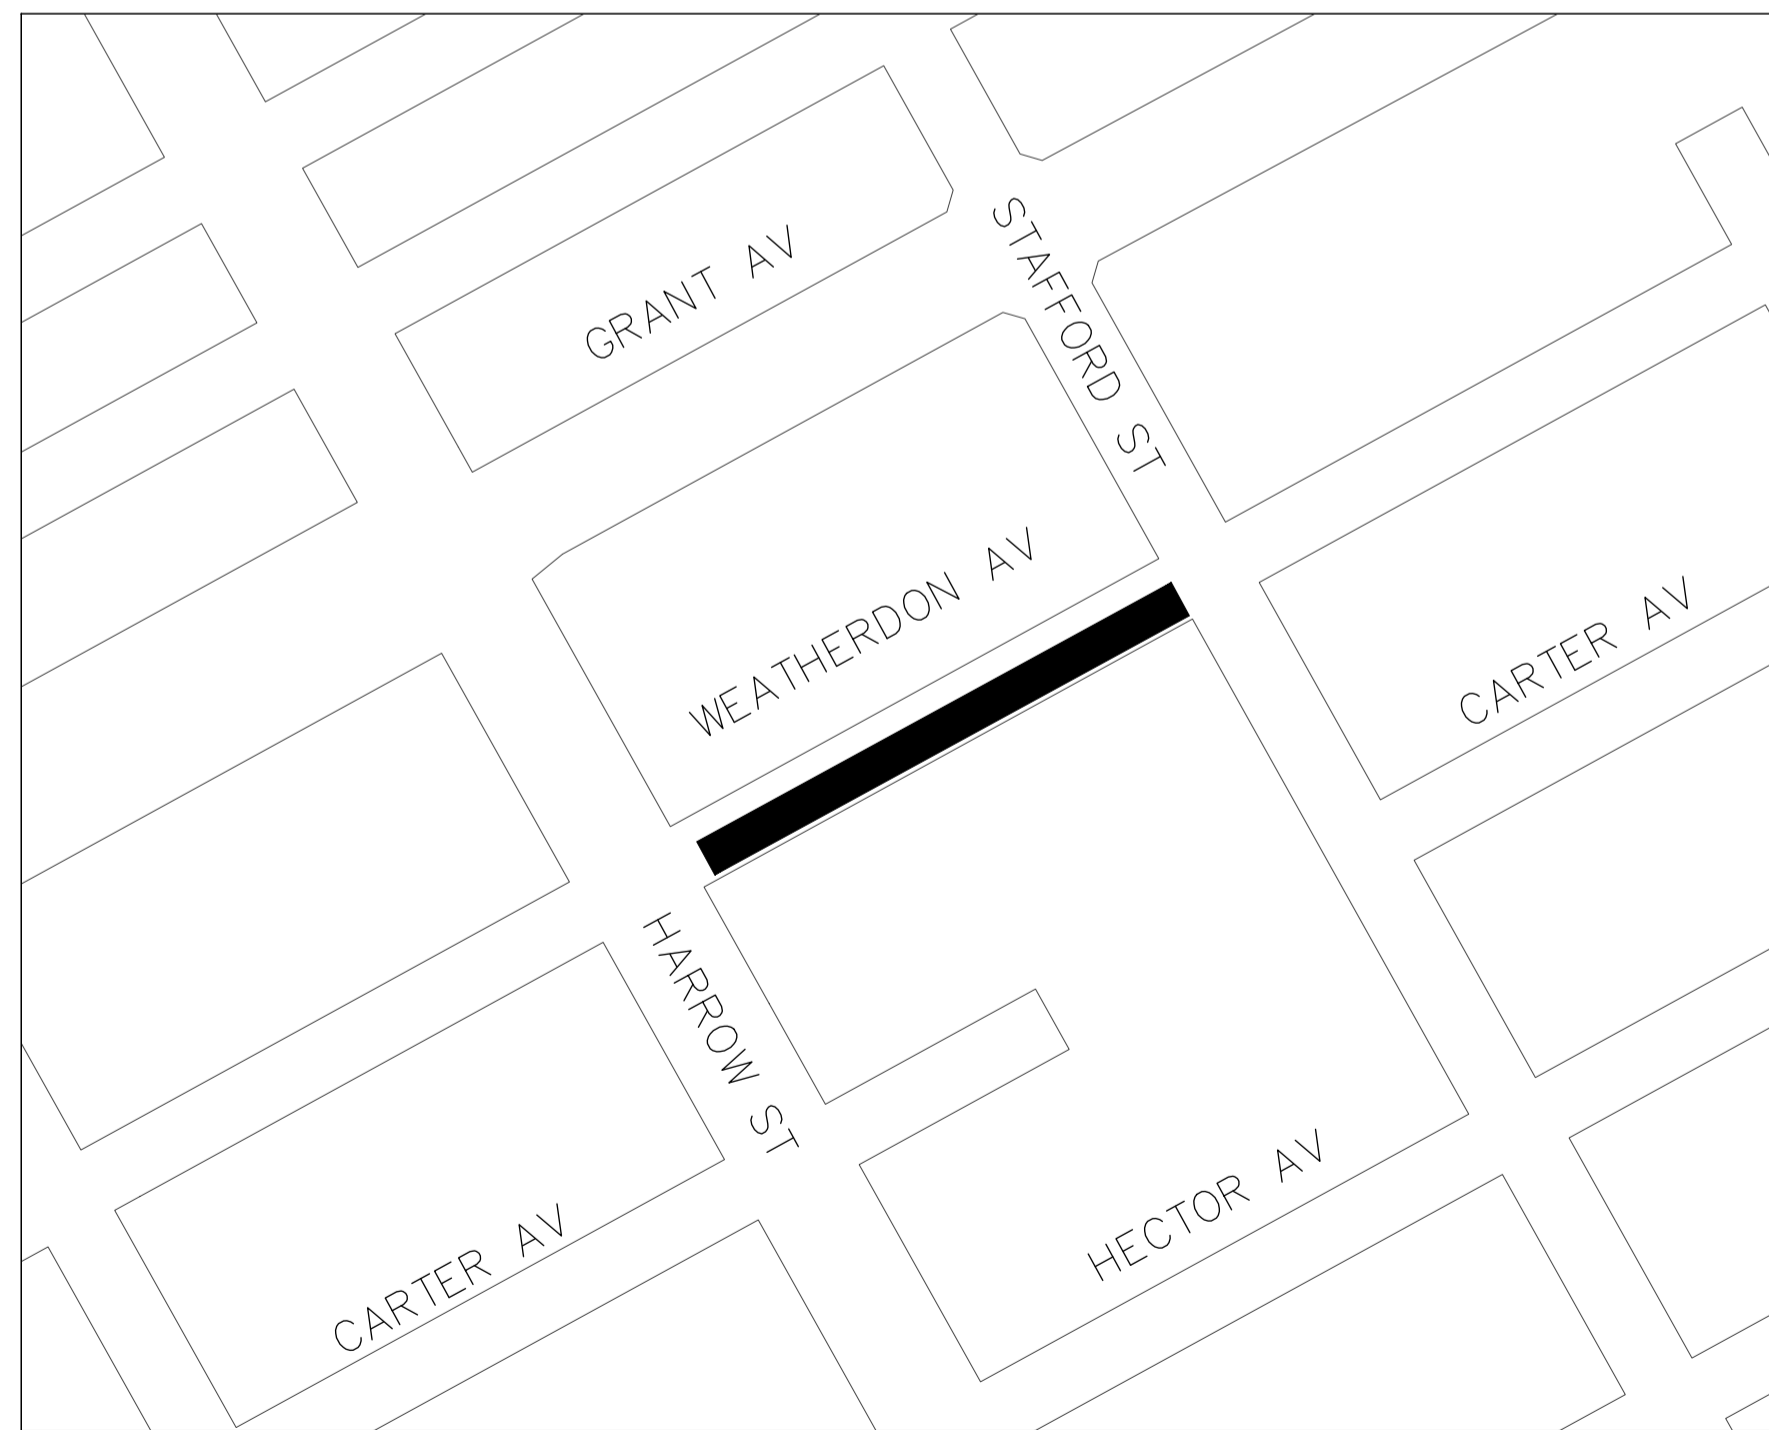 STAFFORD ST
GRANT AV
WEATHERDON AV
CARTER AV
HARROW ST
HECTOR AV
CARTER AV